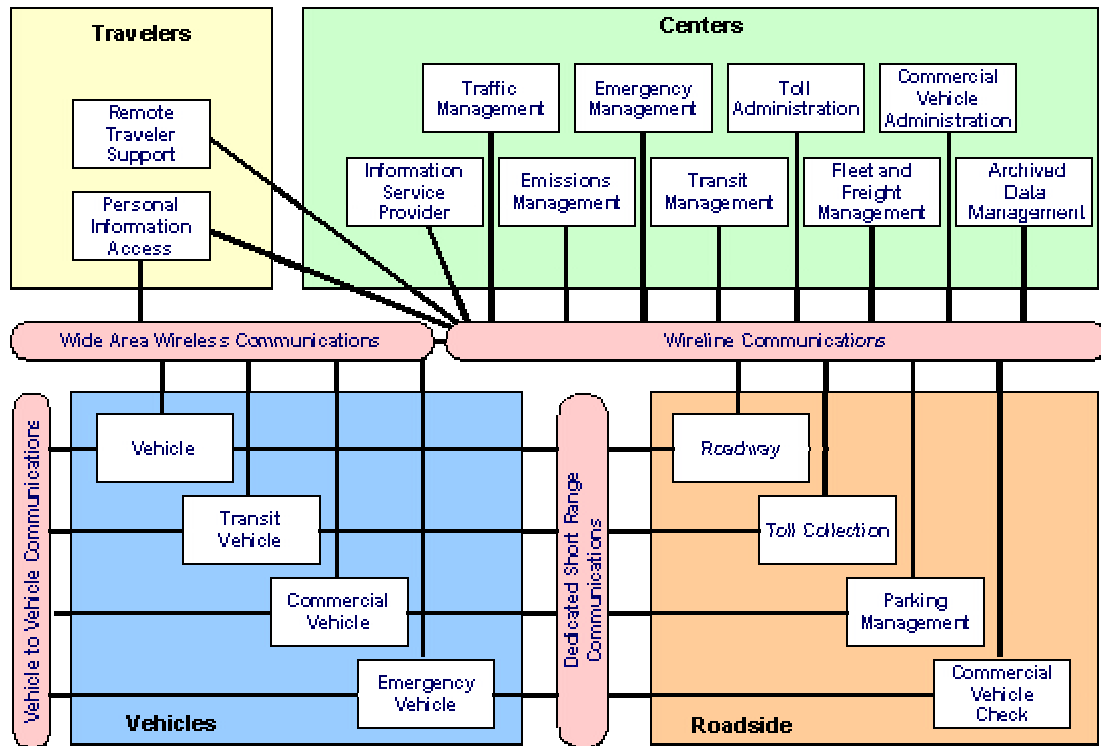 Travelers
Remote
Traveler
Support
Personal
Information
Access
Centers
Traffic
Management
Emergency
Management
Toll
Administration
Commercial
Vehicle
Administration
Information
Service
Provider
Emissions
Management
Transit
Management
Fleet and
Freight
Management
Archived
Data
Management
Wide Area Wireless Communications
Wireline Communications
Vehicle to Vehicle Communications
Vehicle
Transit
Vehicle
Commercial
Vehicle
Emergency
Vehicle
Vehicles
Dedicated Short Range
Communications
Roadway
Toll Collection
Parking
Management
Commercial
Vehicle
Check
Roadside